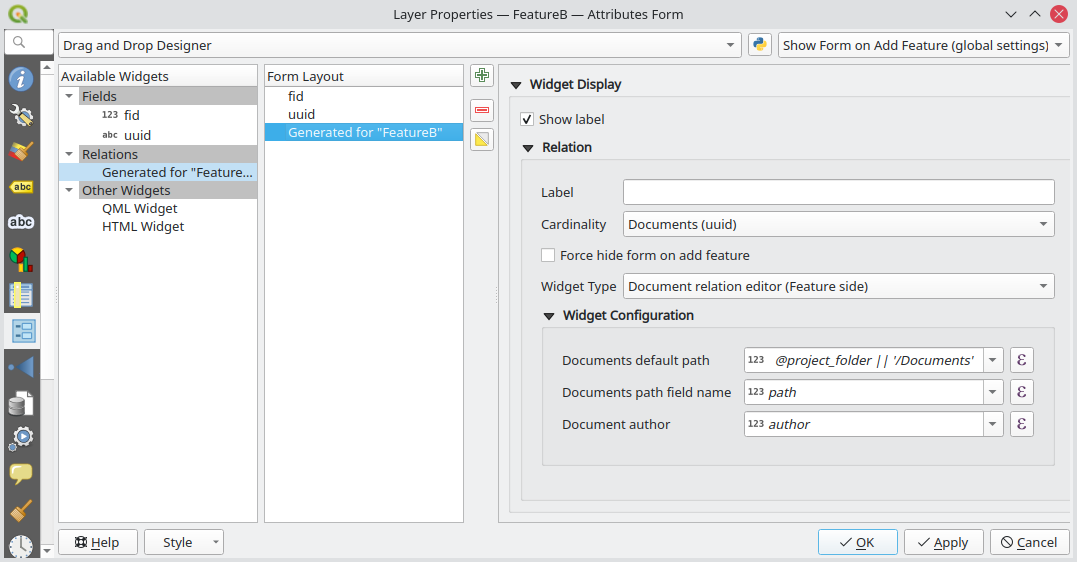 Layer Properties — FeatureB — Attributes Form
Drag and Drop Designer
Show Form on Add Feature (global settings)
Available Widgets
Fields
123 fid
abc uuid
Relations
Generated for "Feature...
Other Widgets
QML Widget
HTML Widget
Form Layout
fid
uuid
Generated for "FeatureB"
Widget Display
Show label
Relation
Label
Cardinality
Documents (uuid)
Force hide form on add feature
Widget Type
Document relation editor (Feature side)
Widget Configuration
Documents default path
123 @project_folder || '/Documents'
ε
Documents path field name
123 path
ε
Document author
123 author
ε
abc
abc
Help
Style
OK
Apply
Cancel